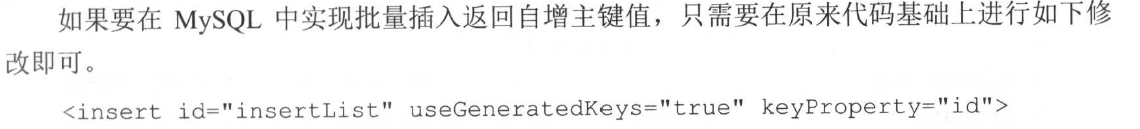 如果要在 MySQL 中实现批量插入返回自增主键值，只需要在原来代码基础上进行如下修
改即可。
<insert id="insertList" useGeneratedKeys="true" keyProperty="id">